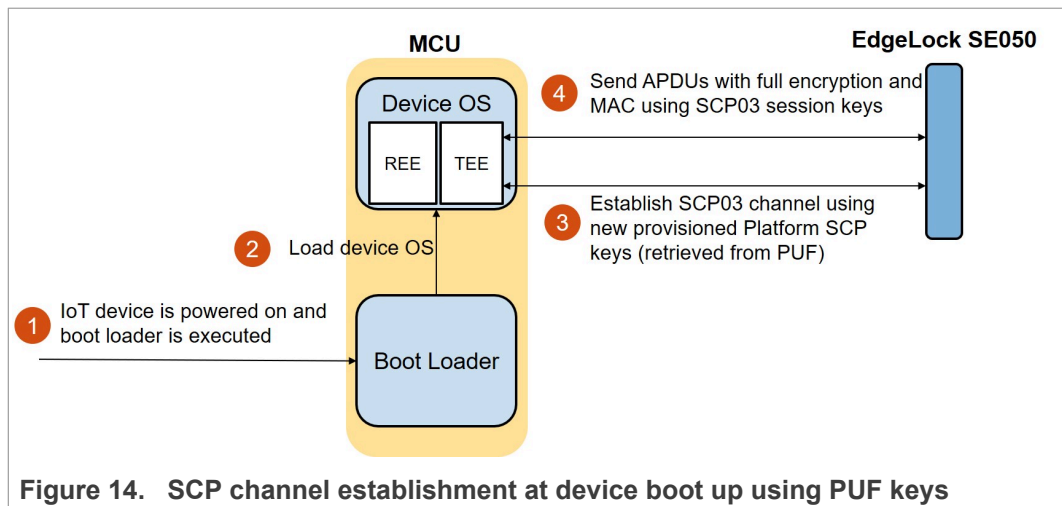 MCU
EdgeLock SE050
4
Send APDUs with full encryption and
MAC using SCP03 session keys
Device OS
REE
TEE
3
Establish SCP03 channel using
new provisioned Platform SCP
keys (retrieved from PUF)
2
Load device OS
1
IoT device is powered on and
boot loader is executed
Boot Loader
Figure 14. SCP channel establishment at device boot up using PUF keys